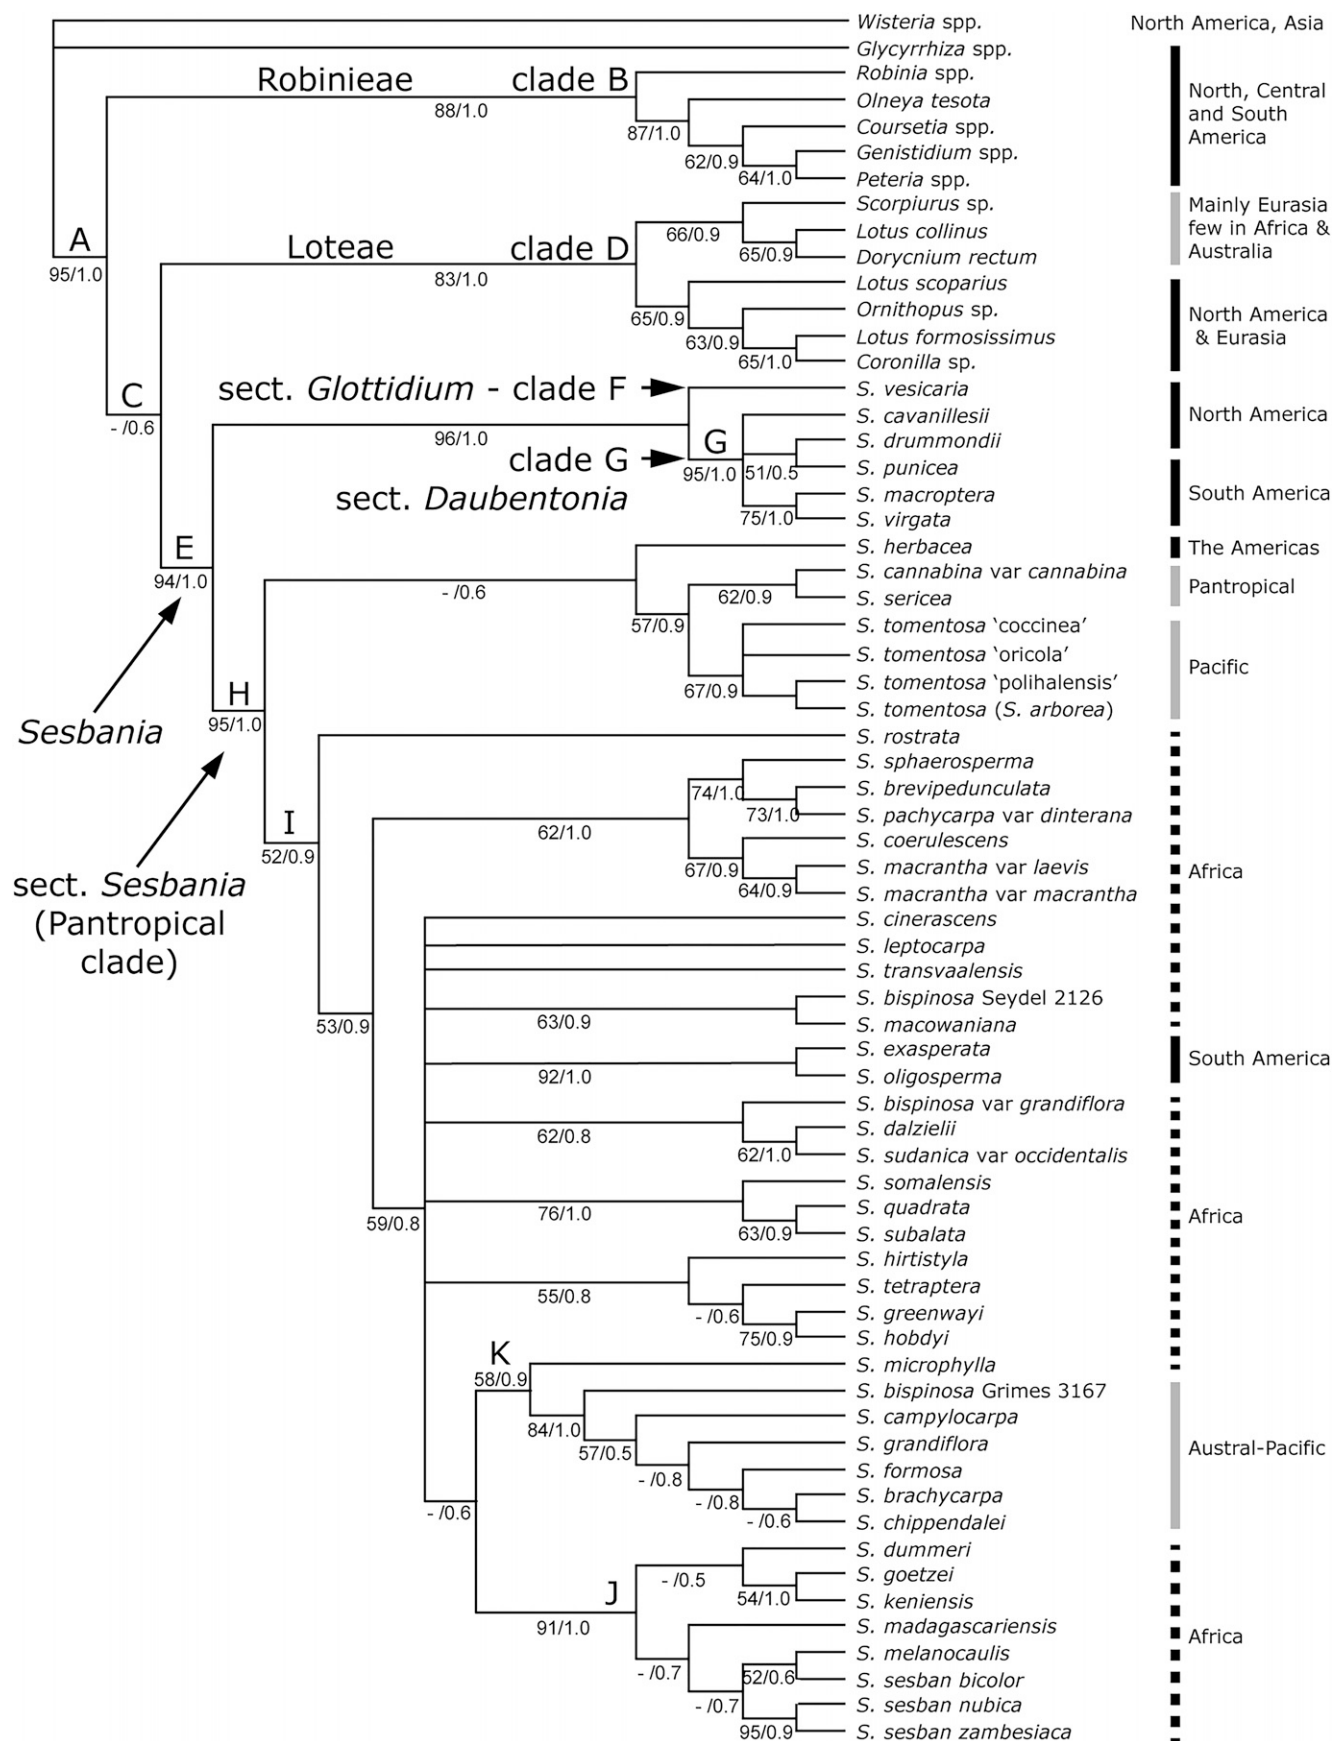 Wisteria spp.
North America, Asia
Glycyrrhiza spp.
Robinieae
clade B
88/1.0
Robinia spp.
Olneya tesota
87/1.0
Coursetia spp.
62/0.9
Genistidium spp.
64/1.0
Peteria spp.
North, Central
and South
America
A
95/1.0
Loteae
clade D
83/1.0
Scorpiurus sp.
66/0.9
Lotus collinus
65/0.9
Dorycnium rectum
Mainly Eurasia
few in Africa &
Australia
Lotus scoparius
65/0.9
Ornithopus sp.
63/0.9
Lotus formosissimus
65/1.0
Coronilla sp.
North America
& Eurasia
C
- /0.6
sect. Glottidium - clade F
S. vesicaria
96/1.0
clade G
sect. Daubentonia
G
95/1.0
S. cavanillesii
S. drummondii
51/0.5
S. punicea
North America
S. macroptera
75/1.0
S. virgata
South America
E
94/1.0
Sesbania
S. herbacea
The Americas
- /0.6
S. cannabina var cannabina
62/0.9
S. sericea
Pantropical
57/0.9
S. tomentosa ‘coccinea’
S. tomentosa ‘oricola’
67/0.9
S. tomentosa ‘polihalensis’
S. tomentosa (S. arborea)
Pacific
H
95/1.0
sect. Sesbania
(Pantropical
clade)
I
52/0.9
S. rostrata
S. sphaerosperma
74/1.0
S. brevipedunculata
73/1.0
S. pachycarpa var dinterana
62/1.0
S. coerulescens
67/0.9
S. macrantha var laevis
64/0.9
S. macrantha var macrantha
Africa
S. cinerascens
S. leptocarpa
S. transvaalensis
53/0.9
S. bispinosa Seydel 2126
63/0.9
S. macowaniana
S. exasperata
92/1.0
S. oligosperma
South America
S. bispinosa var grandiflora
62/0.8
S. dalzielii
62/1.0
S. sudanica var occidentalis
59/0.8
S. somalensis
76/1.0
S. quadrata
63/0.9
S. subalata
Africa
S. hirtistyla
55/0.8
S. tetraptera
- /0.6
S. greenwayi
75/0.9
S. hobdyi
K
58/0.9
S. microphylla
S. bispinosa Grimes 3167
84/1.0
S. campylocarpa
57/0.5
S. grandiflora
- /0.8
S. formosa
- /0.8
S. brachycarpa
- /0.6
S. chippendalei
Austral-Pacific
- /0.6
J
91/1.0
S. dummeri
- /0.5
S. goetzei
54/1.0
S. keniensis
S. madagascariensis
- /0.7
S. melanocaulis
52/0.6
S. sesban bicolor
- /0.7
S. sesban nubica
95/0.9
S. sesban zambesiaca
Africa